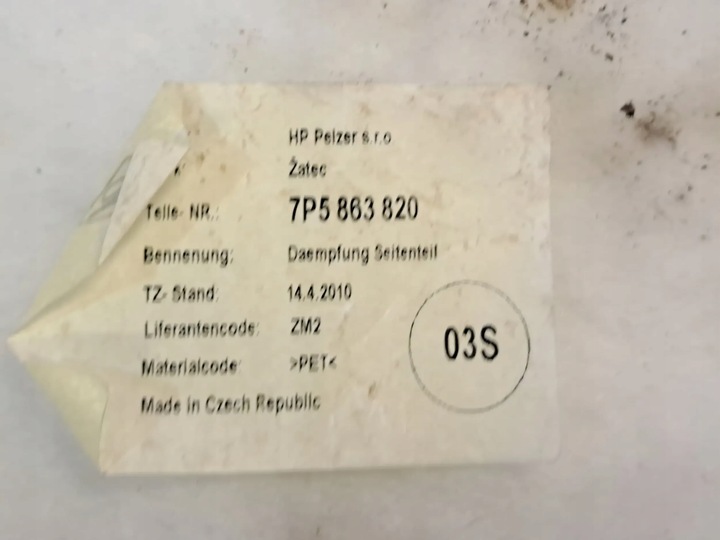 HP Pelzer s.r.o
Žatec
Teile- NR.: 7P5 863 820
Bennenung: Daempfung Seitenteil
TZ- Stand: 14.4.2010
Liferantencode: ZM2
Materialcode: >PET<
Made in Czech Republic
03S